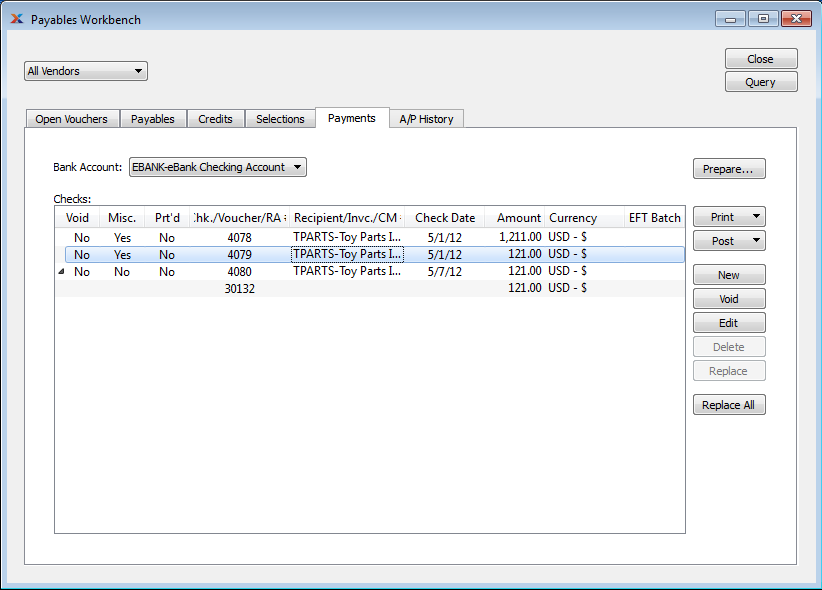 Payables Workbench
All Vendors
Close
Query
Open Vouchers Payables Credits Selections Payments A/P History
Bank Account: EBANK-eBank Checking Account
Prepare...
Checks:
Void Misc. Prt'd Chk./Voucher/RA # Recipient/Invc./CM Check Date Amount Currency EFT Batch
No Yes No 4078 TPARTS-Toy Parts I... 5/1/12 1,211.00 USD - $
No Yes No 4079 TPARTS-Toy Parts I... 5/1/12 121.00 USD - $
No No No 4080 TPARTS-Toy Parts I... 5/7/12 121.00 USD - $
30132 121.00 USD - $
Print
Post
New
Void
Edit
Delete
Replace
Replace All